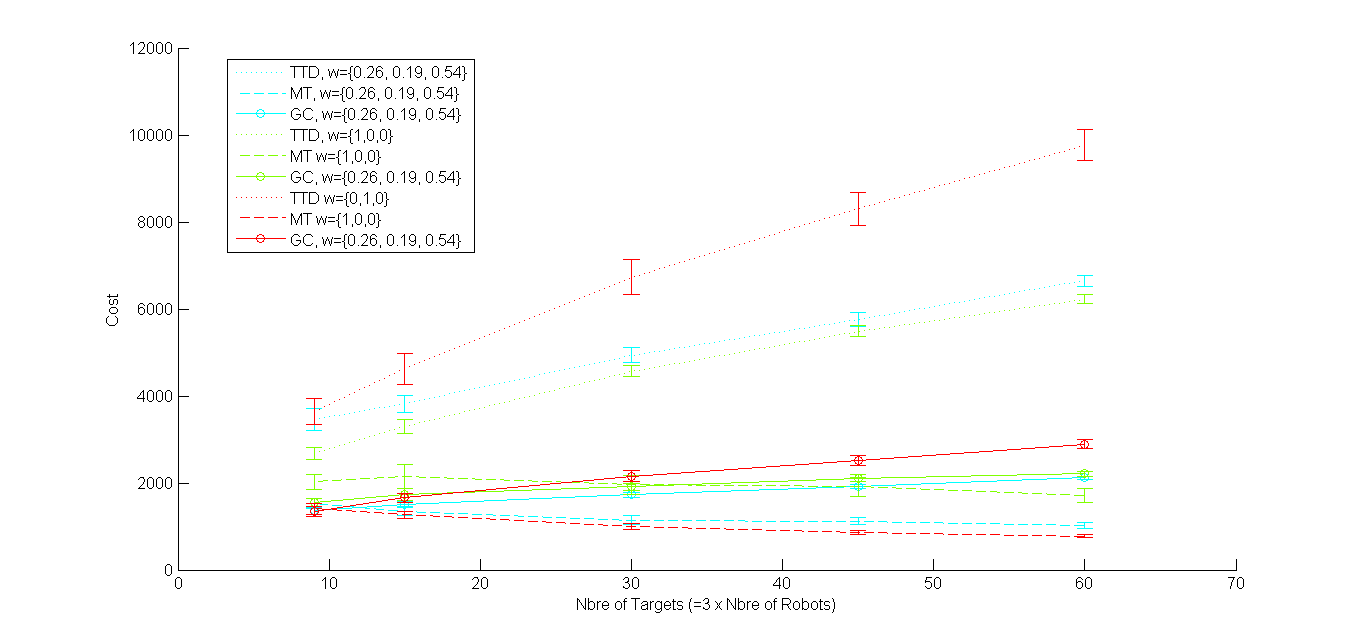 12000
10000
8000
6000
4000
2000
0
Cost
TTD, w={0.26, 0.19, 0.54}
MT, w={0.26, 0.19, 0.54}
GC, w={0.26, 0.19, 0.54}
TTD, w={1,0,0}
MT w={1,0,0}
GC, w={0.26, 0.19, 0.54}
TTD w={0,1,0}
MT w={1,0,0}
GC, w={0.26, 0.19, 0.54}
0 10 20 30 40 50 60 70
Nbre of Targets (=3 x Nbre of Robots)